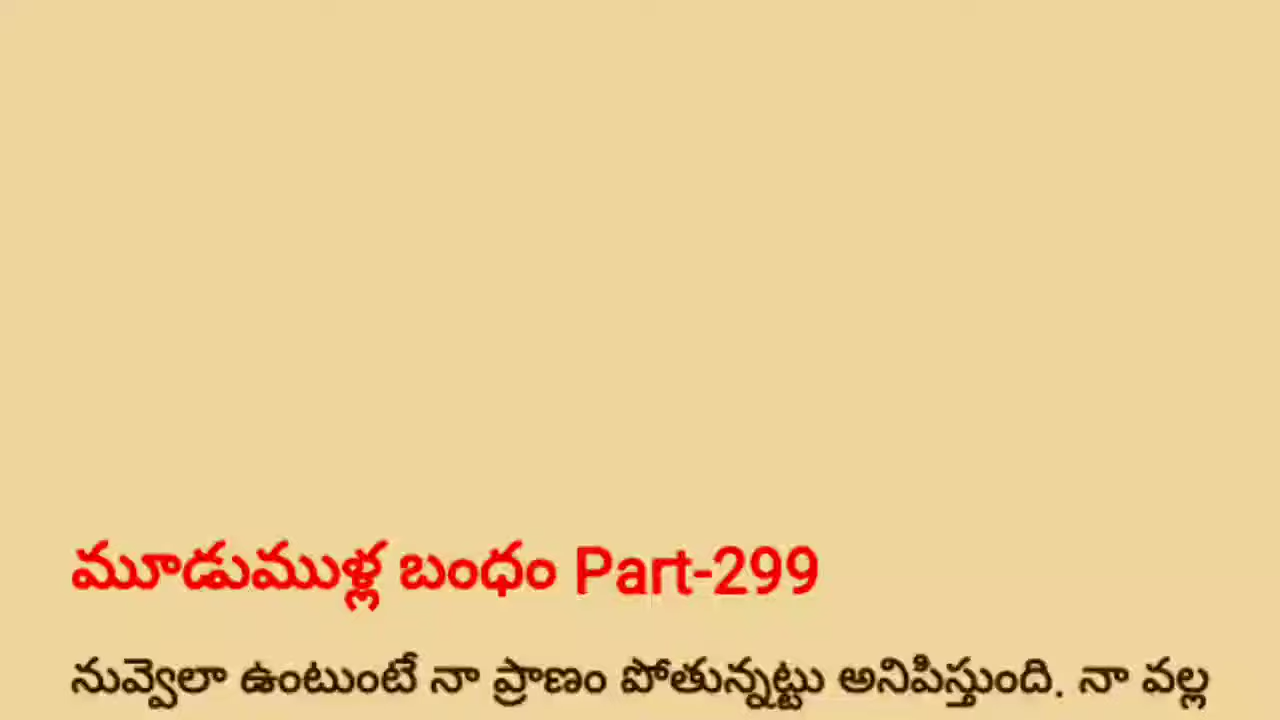 మూడుముళ్ల బంధం Part-299
నువ్వెలా ఉంటుంటే నా ప్రాణం పోతున్నట్టు అనిపిస్తుంది. నా వల్ల